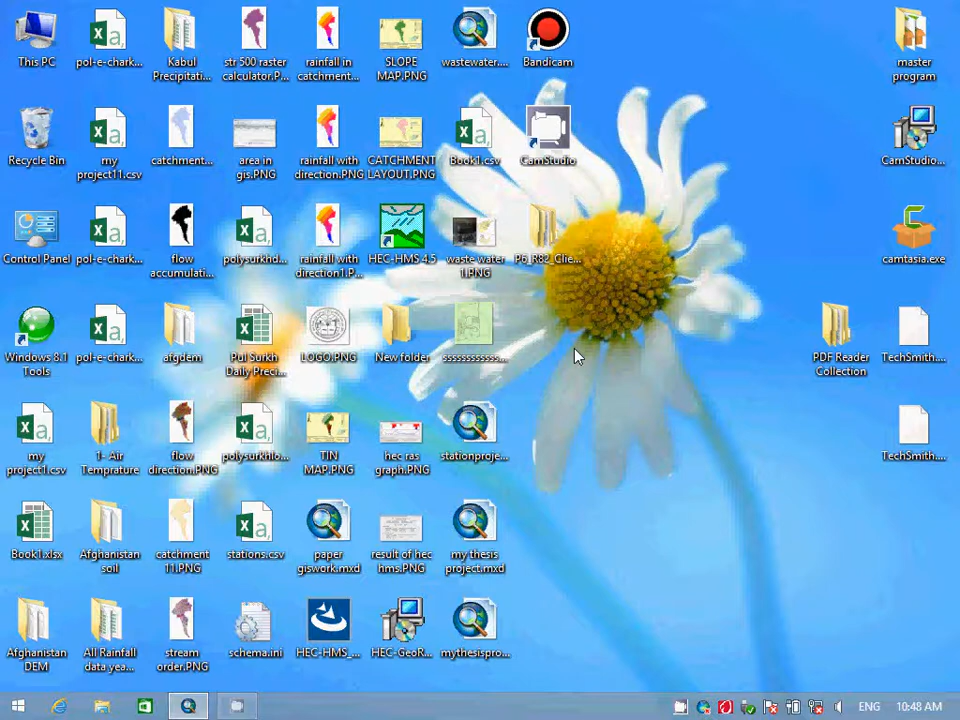 This PC
pol-e-chark...
Kabul
Precipitati...
str 500 raster
calculator.P...
rainfall in
catchment...
SLOPE
MAP.PNG
wastewater....
Bandicam
master
program
Recycle Bin
my
project11.csv
catchment...
area in
gis.PNG
rainfall with
direction.PNG
CATCHMENT
LAYOUT.PNG
Book1.csv
CamStudio
CamStudio...
Control Panel
pol-e-chark...
flow
accumulati...
polysurkhd...
rainfall with
direction1.P...
HEC-HMS 4.5
waste water
1.PNG
P6_R82_Clie...
camtasia.exe
Windows 8.1
Tools
pol-e-chark...
afgdem
Pul Surkh
Daily Preci...
LOGO.PNG
New folder
sssssssssssss...
PDF Reader
Collection
TechSmith....
my
project1.csv
1- Air
Temprature
flow
direction.PNG
polysurkhlo...
TIN
MAP.PNG
hec ras
graph.PNG
stationproje...
TechSmith....
Book1.xlsx
Afghanistan
soil
catchment
11.PNG
stations.csv
paper
giswork.mxd
result of hec
hms.PNG
my thesis
project.mxd
Afghanistan
DEM
All Rainfall
data yea...
stream
order.PNG
schema.ini
HEC-HMS_...
HEC-GeoR...
mythesispro...
ENG
10:48 AM